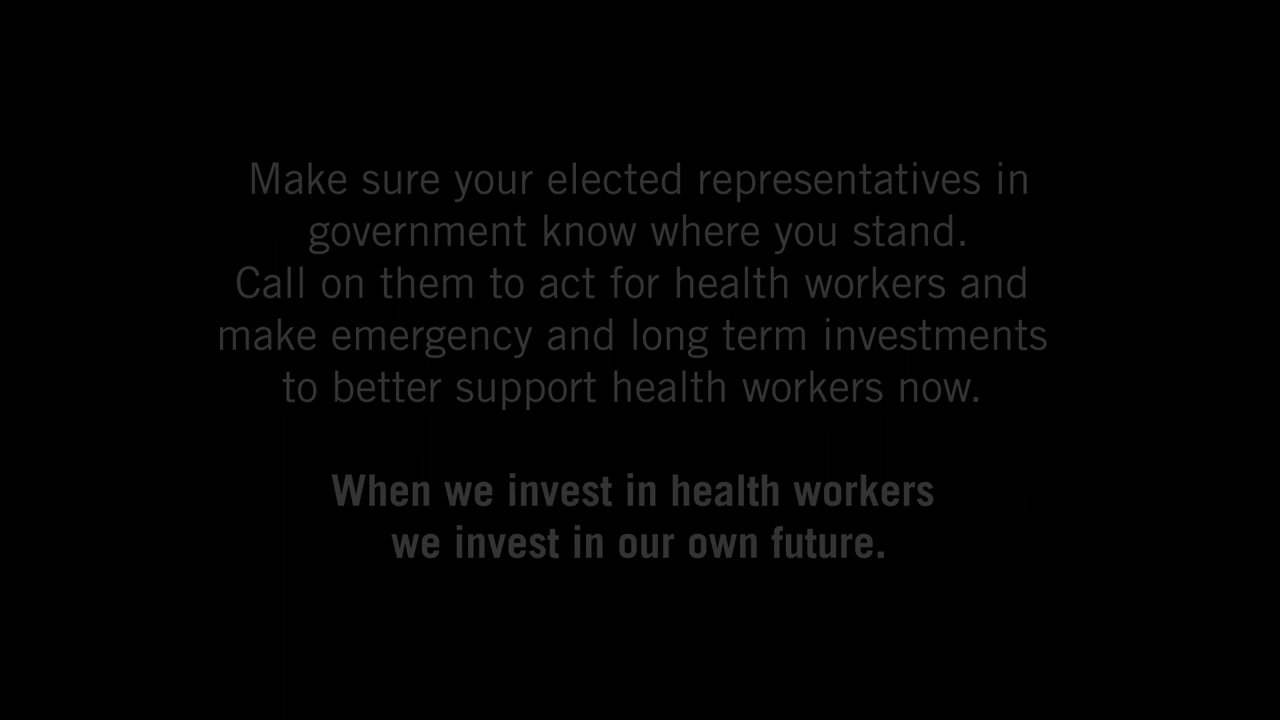 Make sure your elected representatives in
government know where you stand.
Call on them to act for health workers and
make emergency and long term investments
to better support health workers now.
When we invest in health workers
we invest in our own future.